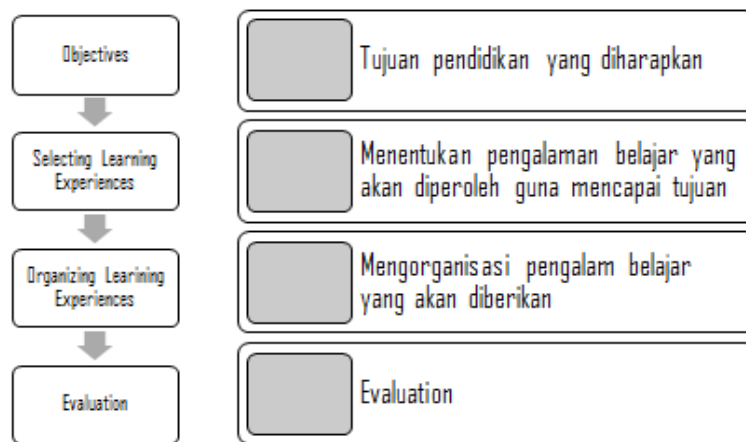 Objectives
Tujuan pendidikan yang diharapkan
Selecting Learning
Experiences
Menentukan pengalaman belajar yang
akan diperoleh guna mencapai tujuan
Organizing Learining
Experiences
Mengorganisasi pengalam belajar
yang akan diberikan
Evaluation
Evaluation